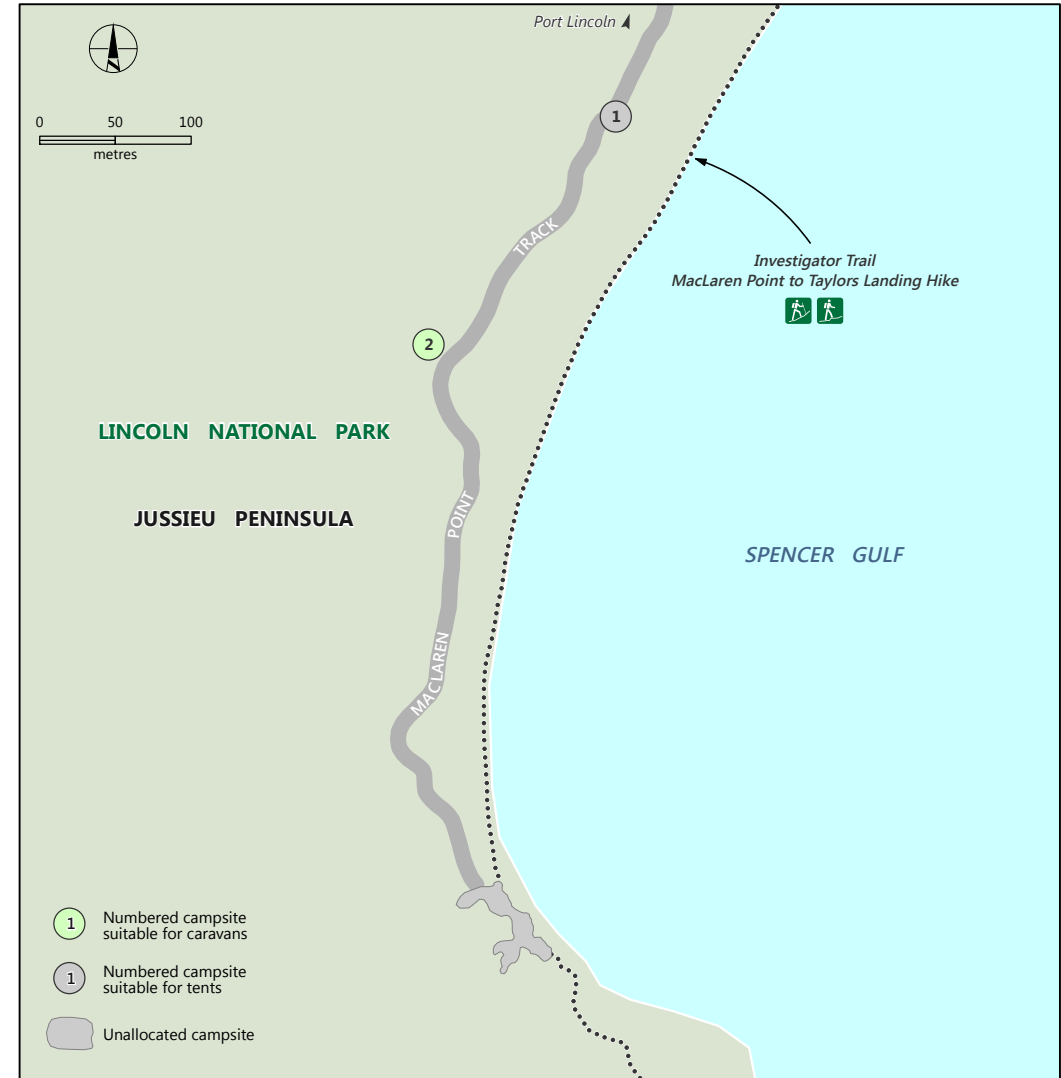 Port Lincoln
0 50 100
metres
1
TRACK
Investigator Trail
MacLaren Point to Taylors Landing Hike
2
LINCOLN NATIONAL PARK
POINT
JUSSIEU PENINSULA
SPENCER GULF
MACLAREN
1 Numbered campsite
suitable for caravans
1 Numbered campsite
suitable for tents
Unallocated campsite